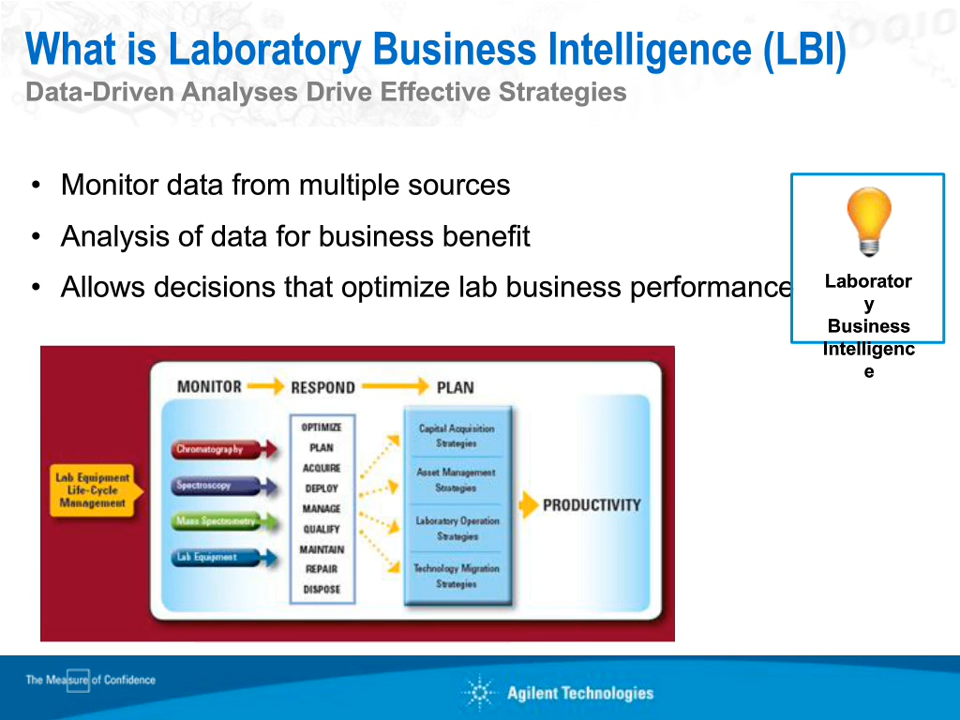 What is Laboratory Business Intelligence (LBI)
Data-Driven Analyses Drive Effective Strategies
• Monitor data from multiple sources
• Analysis of data for business benefit
• Allows decisions that optimize lab business performance
Laborator
y
Business
Intelligenc
e
MONITOR RESPOND PLAN
Lab Equipment
Life-Cycle
Management
Chromatography
Spectroscopy
Mass Spectrometry
Lab Equipment
OPTIMIZE
PLAN
ACQUIRE
DEPLOY
MANAGE
QUALIFY
MAINTAIN
REPAIR
DISPOSE
Capital Acquisition
Strategies
Asset Management
Strategies
Laboratory Operation
Strategies
Technology Migration
Strategies
PRODUCTIVITY
The Measure of Confidence
Agilent Technologies